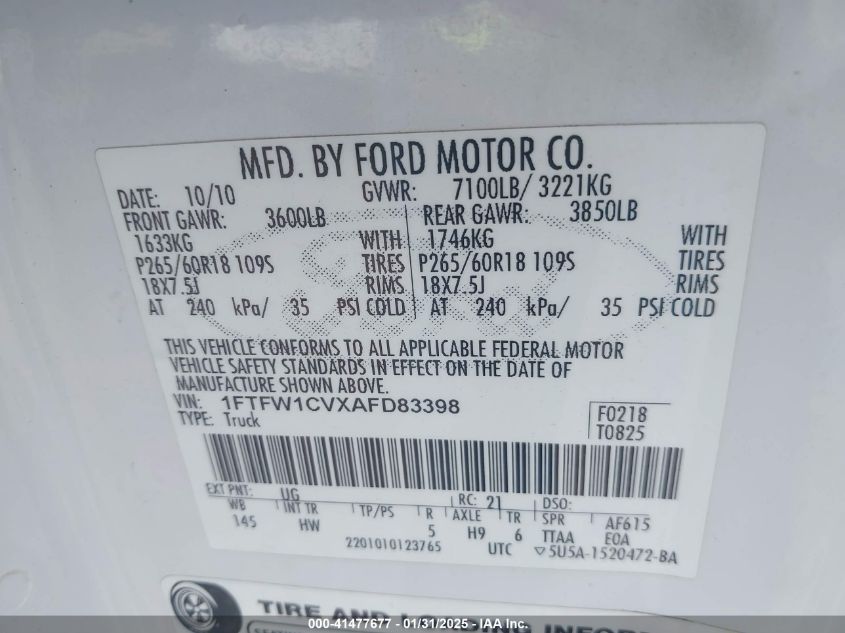 MFD. BY FORD MOTOR CO.
DATE: 10/10 GVWR: 7100LB/ 3221KG
FRONT GAWR: 3600LB REAR GAWR: 3850LB
1633KG WITH 1746KG WITH
P265/60R18 109S TIRES P265/60R18 109S TIRES
18X7.5J RIMS 18X7.5J RIMS
AT 240 kPa/ 35 PSI COLD AT 240 kPa/ 35 PSI COLD
THIS VEHICLE CONFORMS TO ALL APPLICABLE FEDERAL MOTOR
VEHICLE SAFETY STANDARDS IN EFFECT ON THE DATE OF
MANUFACTURE SHOWN ABOVE.
VIN: 1FTFW1CVXAFD83398 F0218
TYPE: Truck T0825
EXT PNT: UG RC: 21 DSO:
WB INT TR TP/PS R AXLE TR SPR AF615
145 HW 5 H9 6 TTAA E0A
2201010123765 UTC ▽5U5A-1520472-BA
TIRE AND
000-41477677 - 01/31/2025 - IAA Inc.